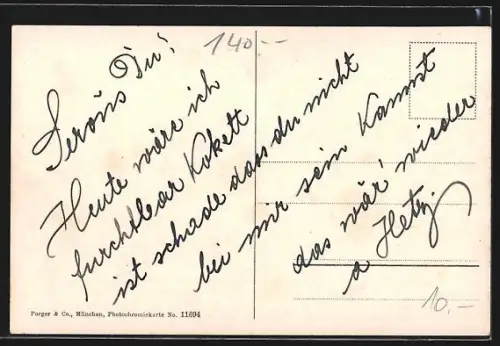 140.-
Servus Du!
Heute wäre ich
furchtbar Kokett
ist schade dass du nicht
bei mir sein Kannst
das wär' wieder
a Hetz.
10.-
Purger & Co., München, Photochromiekarte No. 11694